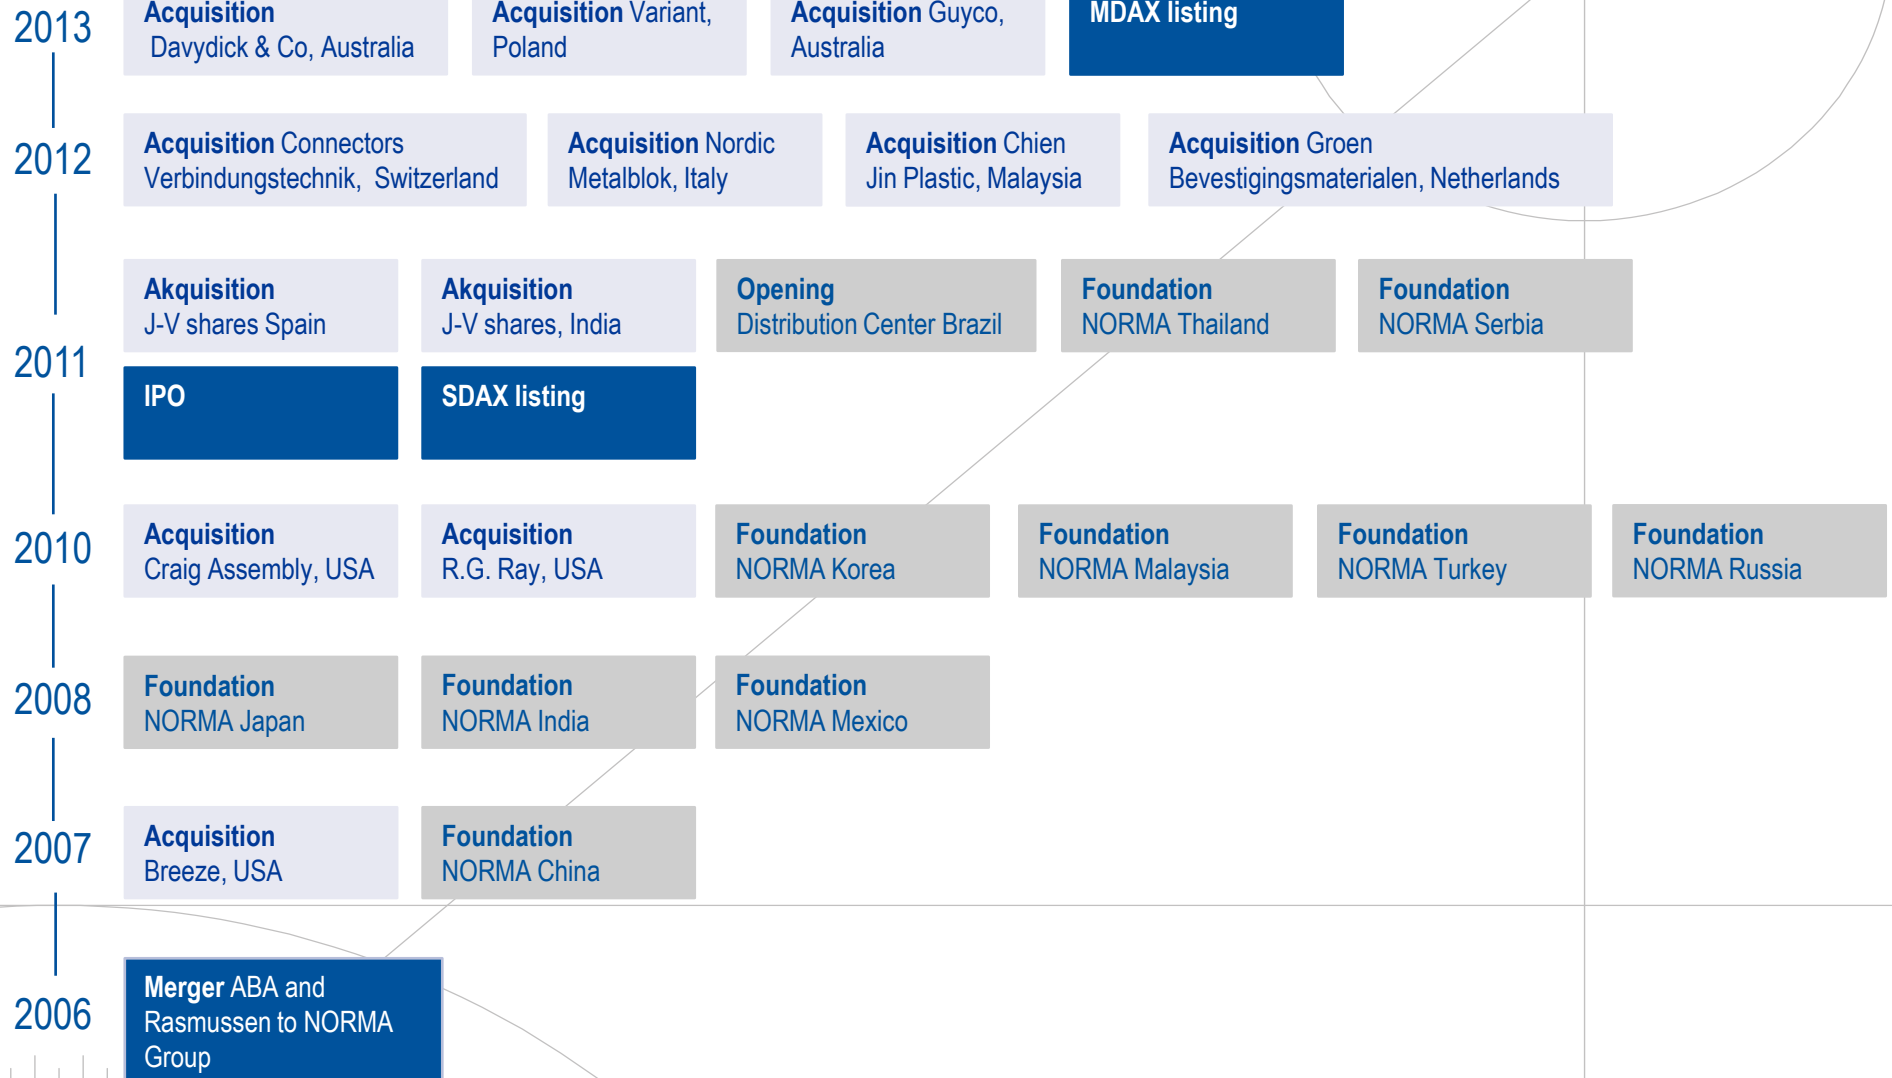 2013
Acquisition
Davydick & Co, Australia
Acquisition Variant,
Poland
Acquisition Guyco,
Australia
MDAX listing
2012
Acquisition Connectors
Verbindungstechnik, Switzerland
Acquisition Nordic
Metalblok, Italy
Acquisition Chien
Jin Plastic, Malaysia
Acquisition Groen
Bevestigingsmaterialen, Netherlands
2011
Akquisition
J-V shares Spain
Akquisition
J-V shares, India
Opening
Distribution Center Brazil
Foundation
NORMA Thailand
Foundation
NORMA Serbia
IPO
SDAX listing
2010
Acquisition
Craig Assembly, USA
Acquisition
R.G. Ray, USA
Foundation
NORMA Korea
Foundation
NORMA Malaysia
Foundation
NORMA Turkey
Foundation
NORMA Russia
2008
Foundation
NORMA Japan
Foundation
NORMA India
Foundation
NORMA Mexico
2007
Acquisition
Breeze, USA
Foundation
NORMA China
2006
Merger ABA and
Rasmussen to NORMA
Group